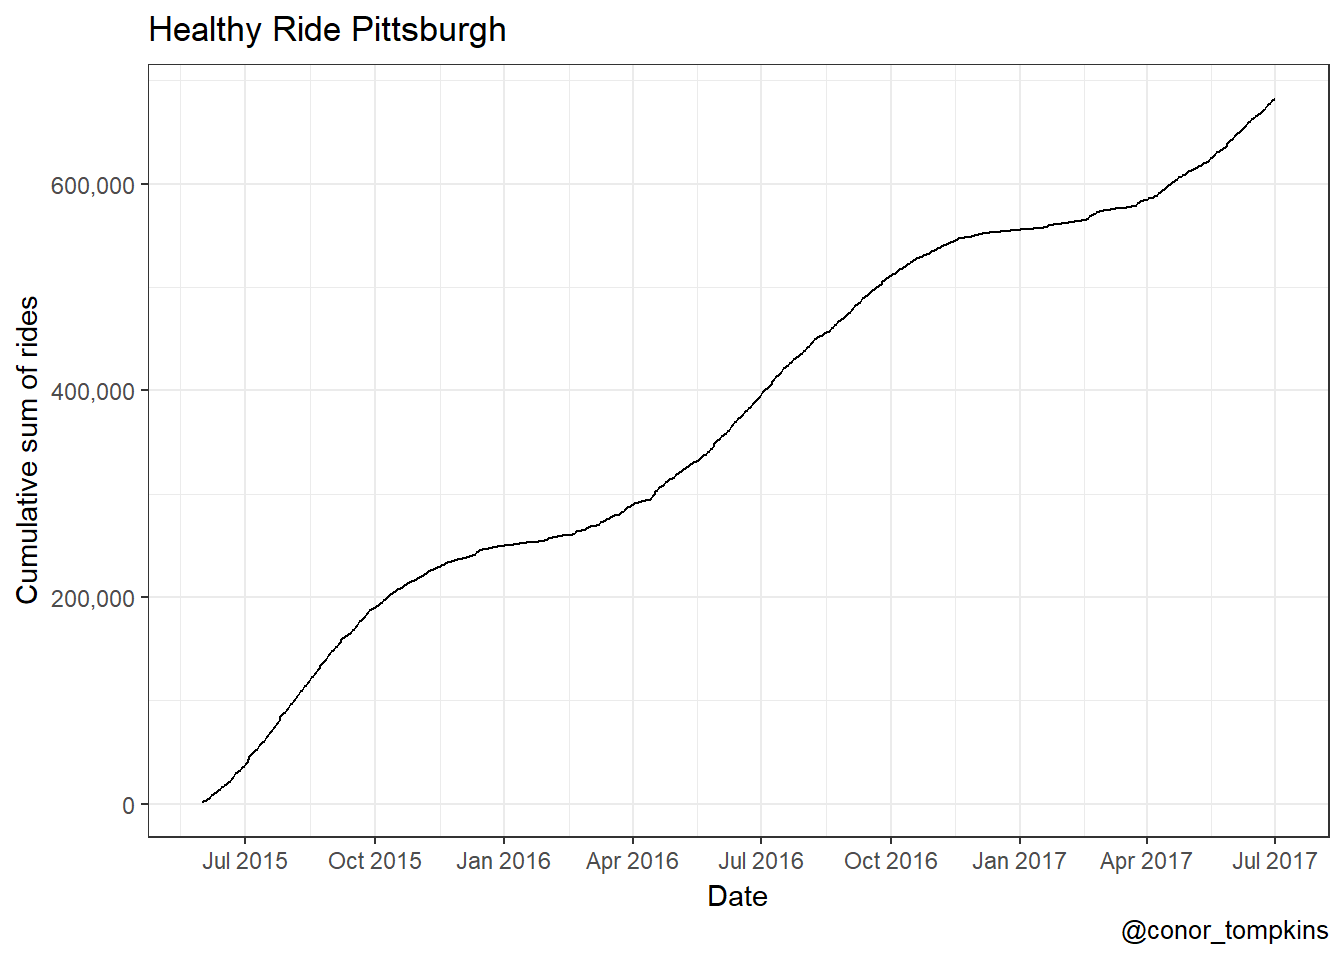 Healthy Ride Pittsburgh
Cumulative sum of rides
600,000
400,000
200,000
0
Jul 2015 Oct 2015 Jan 2016 Apr 2016 Jul 2016 Oct 2016 Jan 2017 Apr 2017 Jul 2017
Date
@conor_tompkins